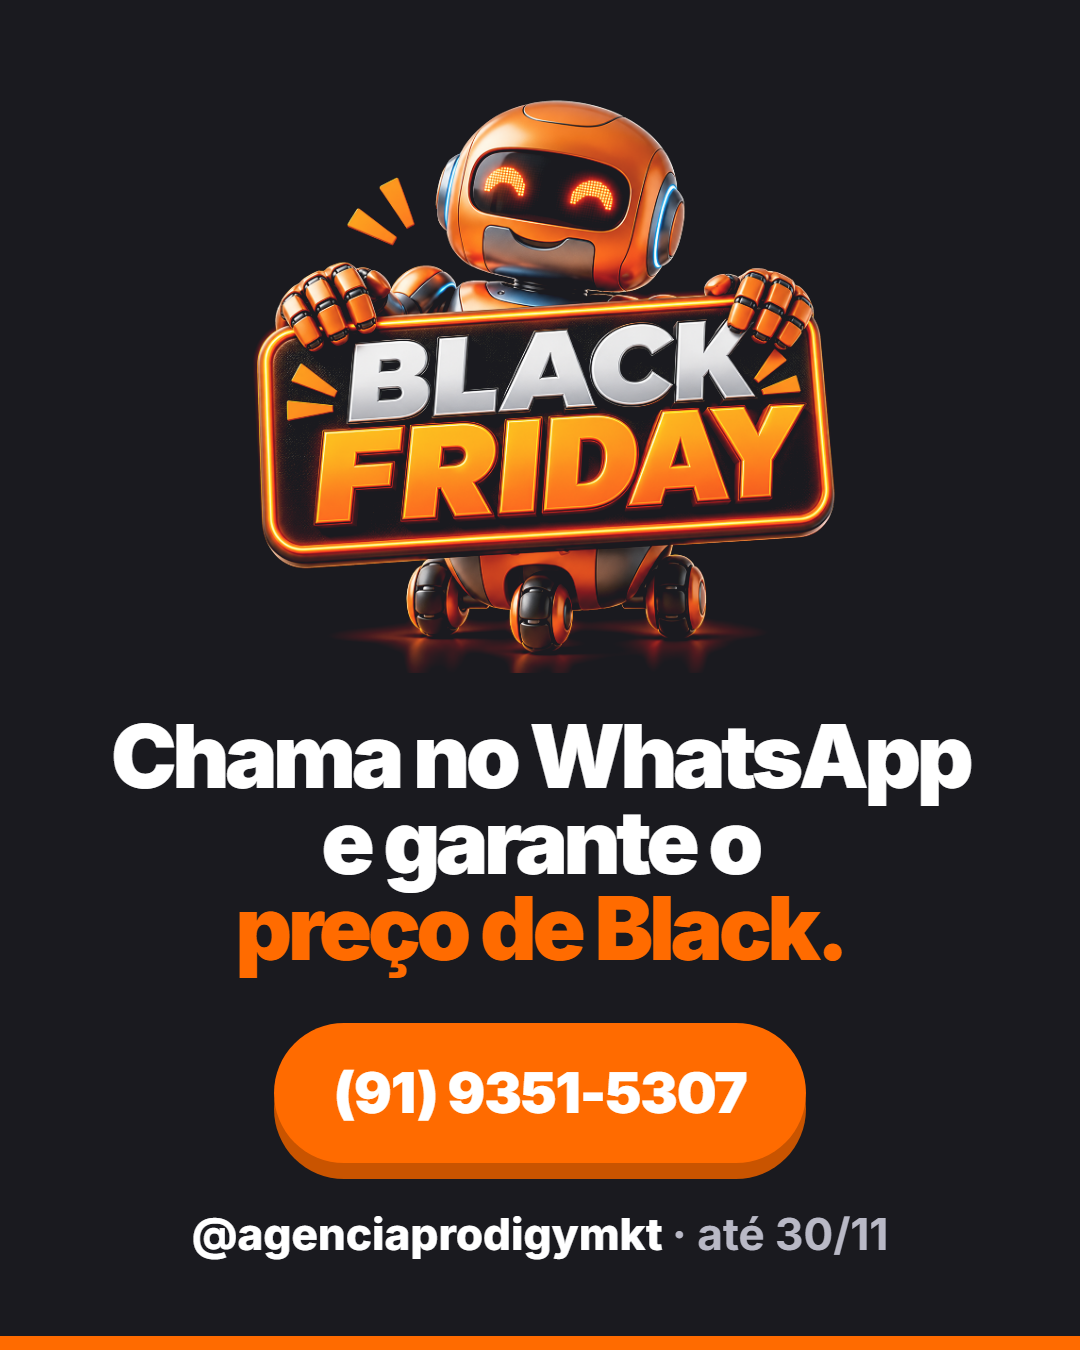 BLACK
FRIDAY
Chama no WhatsApp
e garante o
preço de Black.
(91) 9351-5307
@agenciaprodigymkt · até 30/11